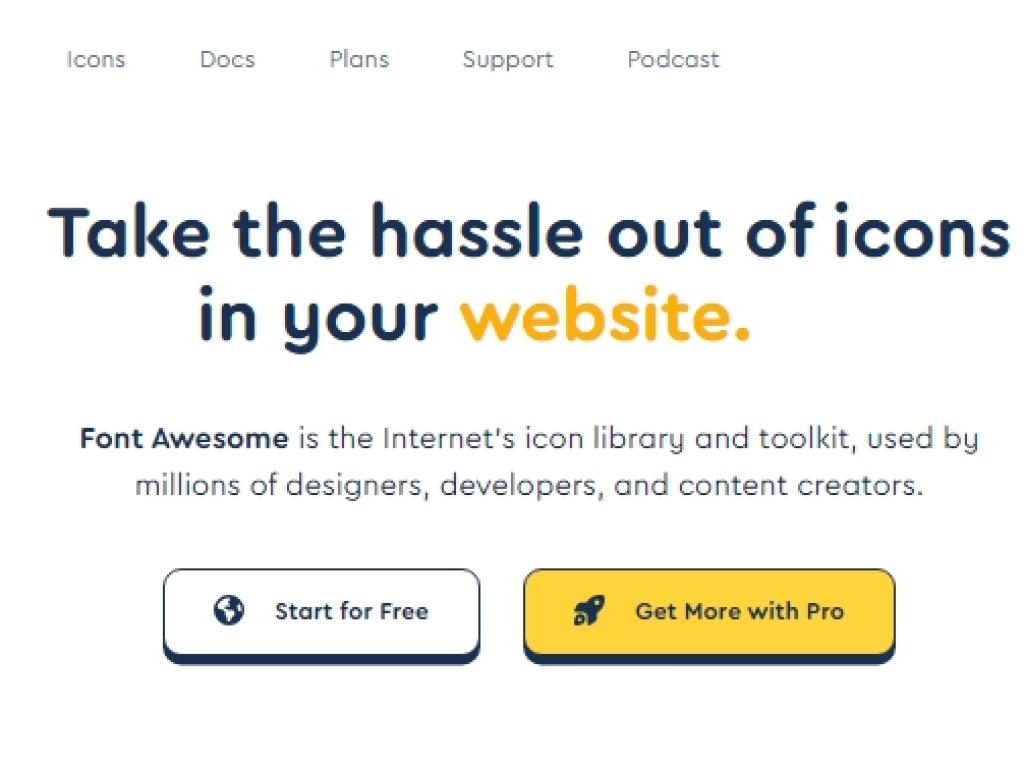 Icons Docs Plans Support Podcast
Take the hassle out of icons
in your website.
Font Awesome is the Internet's icon library and toolkit, used by
millions of designers, developers, and content creators.
Start for Free Get More with Pro